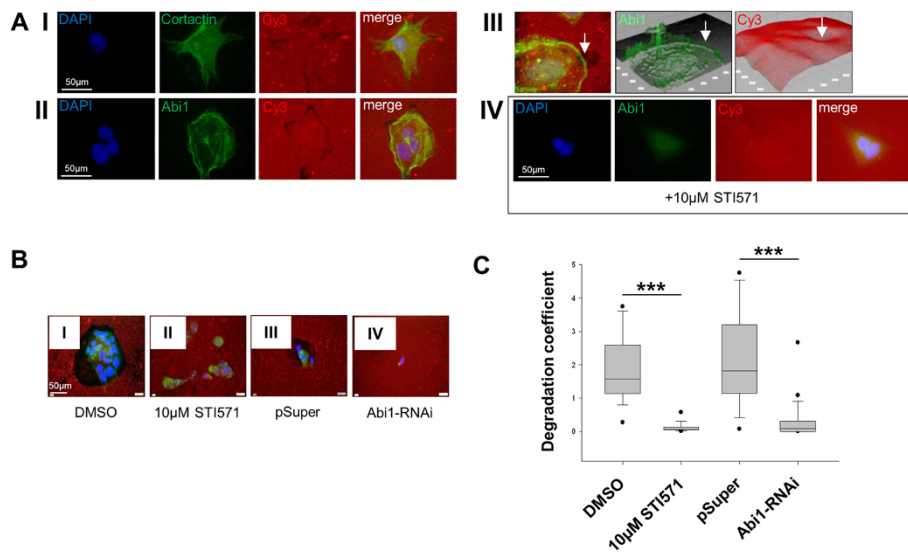 A
I
DAPI
Cortactin
Cy3
merge
50µm
II
DAPI
Abi1
Cy3
merge
50µm
III
Abi1
Cy3
IV
DAPI
Abi1
Cy3
merge
50µm
+10µM STI571
B
I
II
III
IV
50µm
DMSO
10µM STI571
pSuper
Abi1-RNAi
C
Degradation coefficient
5
4
3
2
1
0
***
***
DMSO
10µM STI571
pSuper
Abi1-RNAi